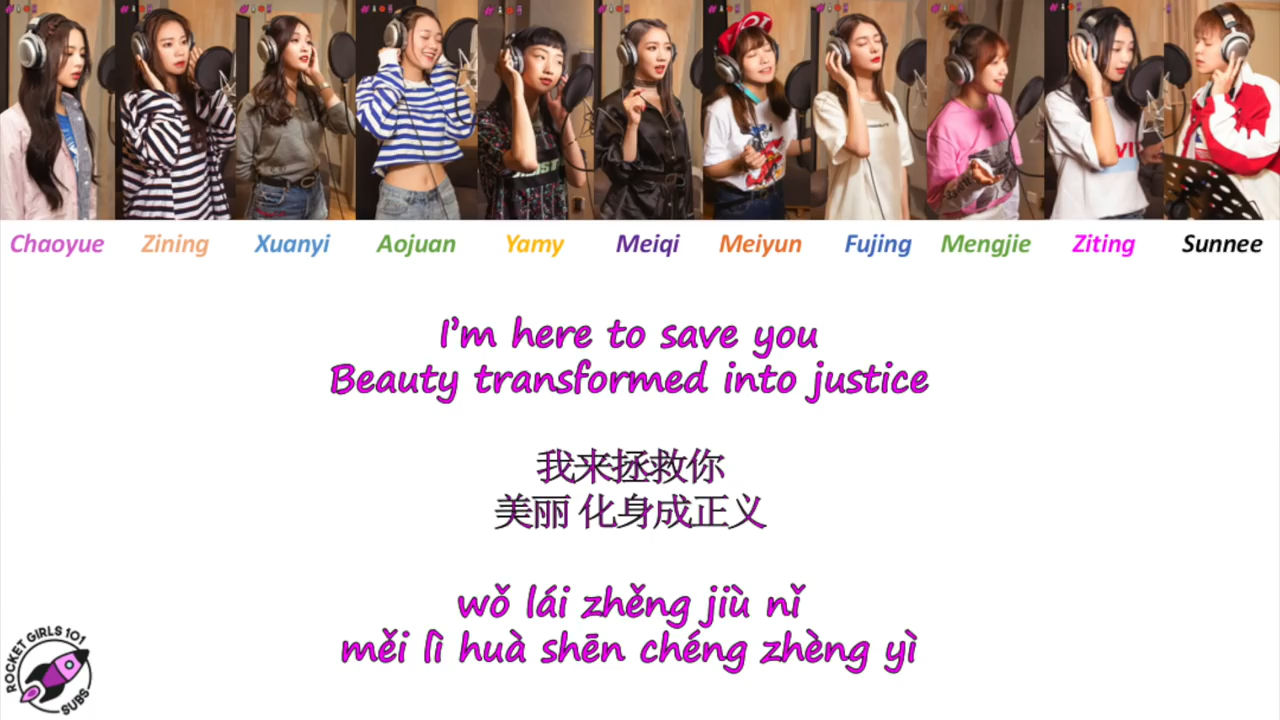 Chaoyue Zining Xuanyi Aojuan Yamy Meiqi Meiyun Fujing Mengjie Ziting Sunnee
I'm here to save you
Beauty transformed into justice
我来拯救你
美丽 化身成正义
wǒ lái zhěng jiù nǐ
měi lì huà shēn chéng zhèng yì
ROCKET GIRLS 101
SUBS